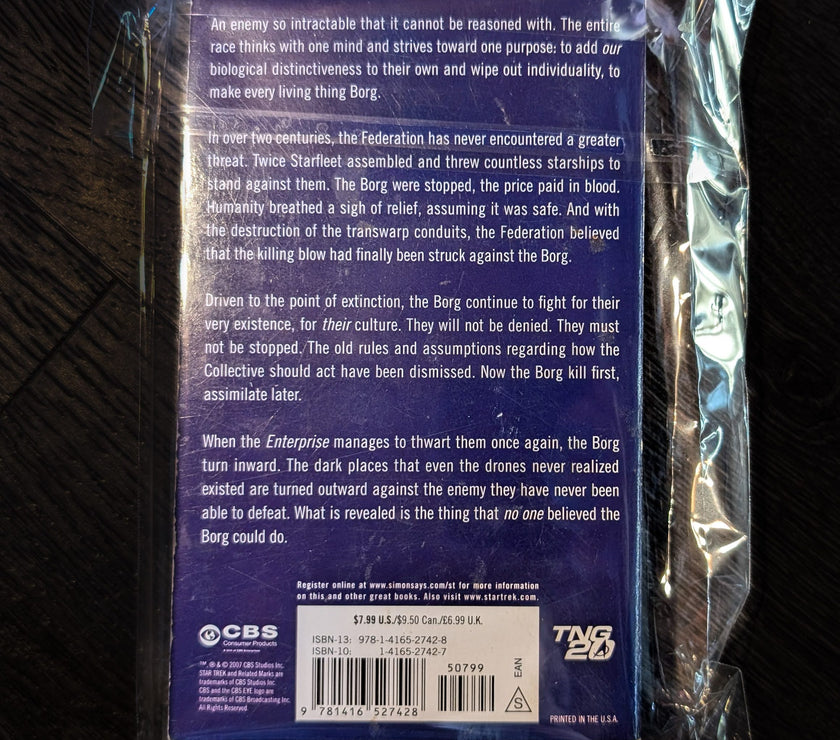 An enemy so intractable that it cannot be reasoned with. The entire
race thinks with one mind and strives toward one purpose: to add our
biological distinctiveness to their own and wipe out individuality, to
make every living thing Borg.
In over two centuries, the Federation has never encountered a greater
threat. Twice Starfleet assembled and threw countless starships to
stand against them. The Borg were stopped, the price paid in blood.
Humanity breathed a sigh of relief, assuming it was safe. And with
the destruction of the transwarp conduits, the Federation believed
that the killing blow had finally been struck against the Borg.
Driven to the point of extinction, the Borg continue to fight for their
very existence, for their culture. They will not be denied. They must
not be stopped. The old rules and assumptions regarding how the
Collective should act have been dismissed. Now the Borg kill first,
assimilate later.
When the Enterprise manages to thwart them once again, the Borg
turn inward. The dark places that even the drones never realized
existed are turned outward against the enemy they have never been
able to defeat. What is revealed is the thing that no one believed the
Borg could do.
Register online at www.simonsays.com/st for more information
on this and other great books. Also visit www.startrek.com.
$7.99 U.S./$9.50 Can./£6.99 U.K.
ISBN-13: 978-1-4165-2742-8
ISBN-10: 1-4165-2742-7
50799
EAN
S
9 781416 527428
CBS
Consumer Products
™, ® & © 2007 CBS Studios Inc.
STAR TREK and Related Marks are
trademarks of CBS Studios Inc.
CBS and the CBS EYE logo are
trademarks of CBS Broadcasting Inc.
All Rights Reserved.
TNG
20
PRINTED IN THE U.S.A.